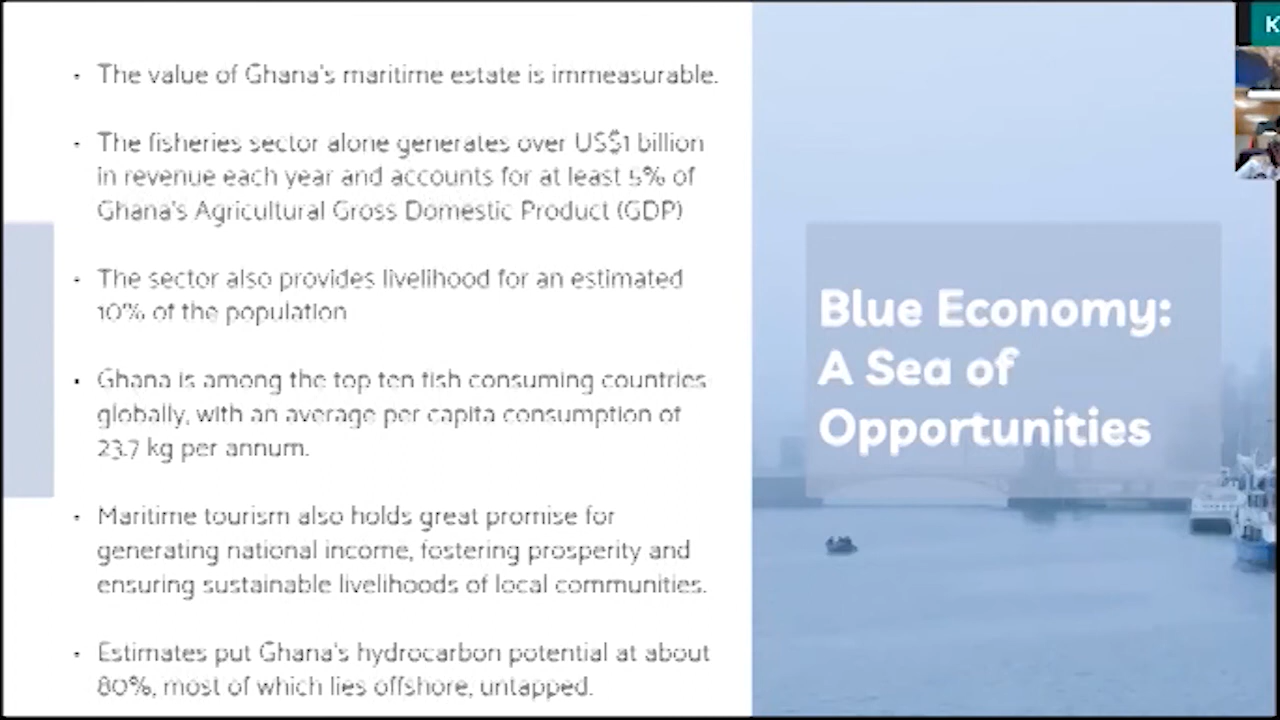 • The value of Ghana's maritime estate is immeasurable.
• The fisheries sector alone generates over US$1 billion
in revenue each year and accounts for at least 5% of
Ghana's Agricultural Gross Domestic Product (GDP)
• The sector also provides livelihood for an estimated
10% of the population
• Ghana is among the top ten fish consuming countries
globally, with an average per capita consumption of
23.7 kg per annum.
• Maritime tourism also holds great promise for
generating national income, fostering prosperity and
ensuring sustainable livelihoods of local communities.
• Estimates put Ghana's hydrocarbon potential at about
80%, most of which lies offshore, untapped.
Blue Economy:
A Sea of
Opportunities
K